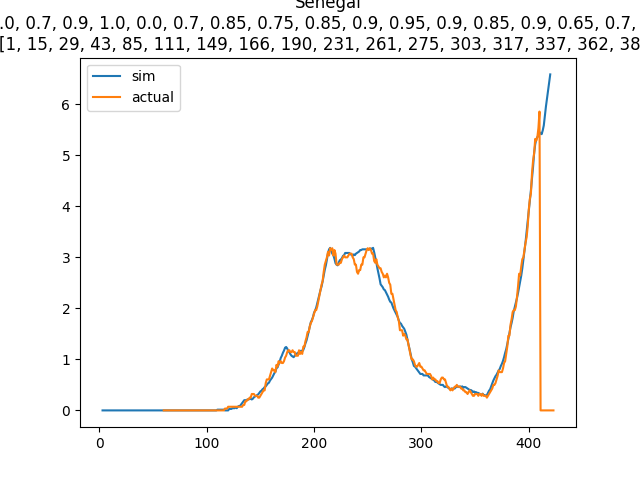 Senegal
.0, 0.7, 0.9, 1.0, 0.0, 0.7, 0.85, 0.75, 0.85, 0.9, 0.95, 0.9, 0.85, 0.9, 0.65, 0.7,
[1, 15, 29, 43, 85, 111, 149, 166, 190, 231, 261, 275, 303, 317, 337, 362, 38
sim
actual
6
5
4
3
2
1
0
0 100 200 300 400